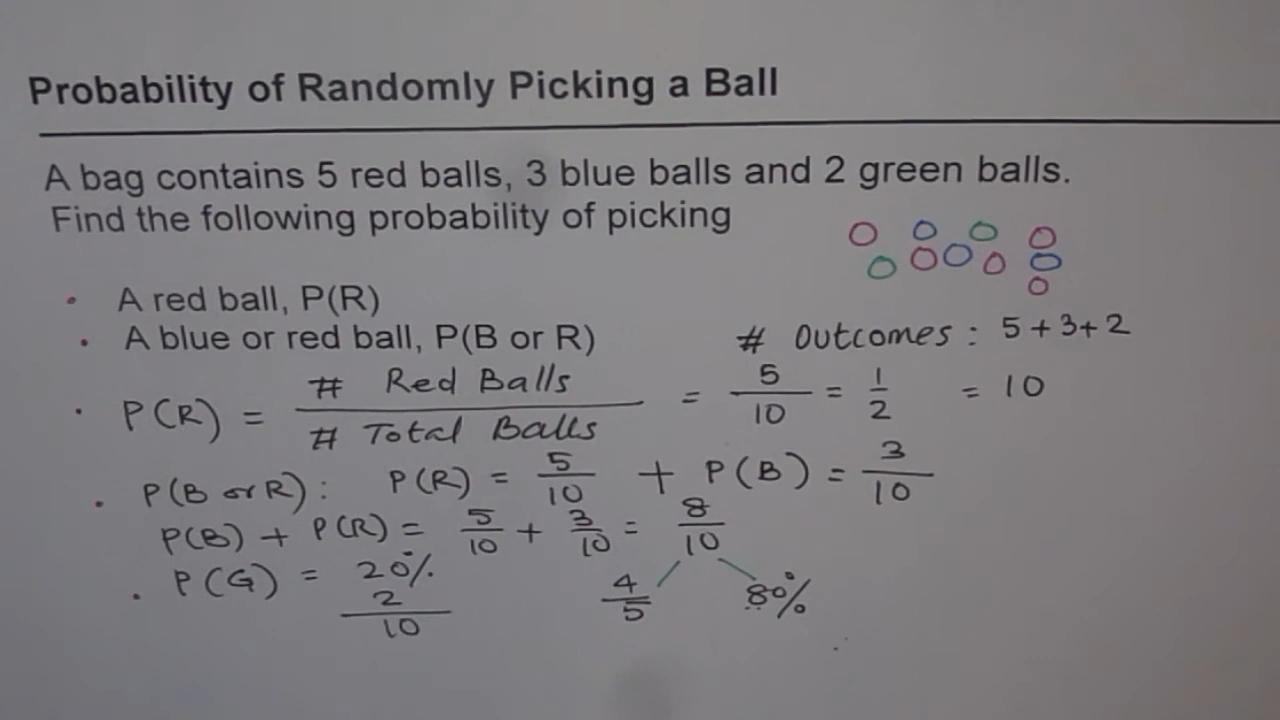 Probability of Randomly Picking a Ball
A bag contains 5 red balls, 3 blue balls and 2 green balls.
Find the following probability of picking
• A red ball, P(R)
• A blue or red ball, P(B or R)
# Outcomes : 5+3+2
= 10
• P(R) = # Red Balls / # Total Balls = 5/10 = 1/2
• P(B or R) : P(R) = 5/10 + P(B) = 3/10
P(B) + P(R) = 5/10 + 3/10 = 8/10
4/5 80%
• P(G) = 20%
2/10